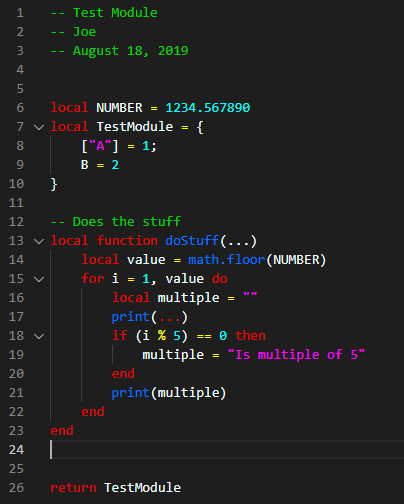 1 -- Test Module
2 -- Joe
3 -- August 18, 2019
4
5
6 local NUMBER = 1234.567890
7 local TestModule = {
8     ["A"] = 1;
9     B = 2
10 }
11
12 -- Does the stuff
13 local function doStuff(...)
14     local value = math.floor(NUMBER)
15     for i = 1, value do
16         local multiple = ""
17         print(...)
18         if (i % 5) == 0 then
19             multiple = "Is multiple of 5"
20         end
21         print(multiple)
22     end
23 end
24
25
26 return TestModule